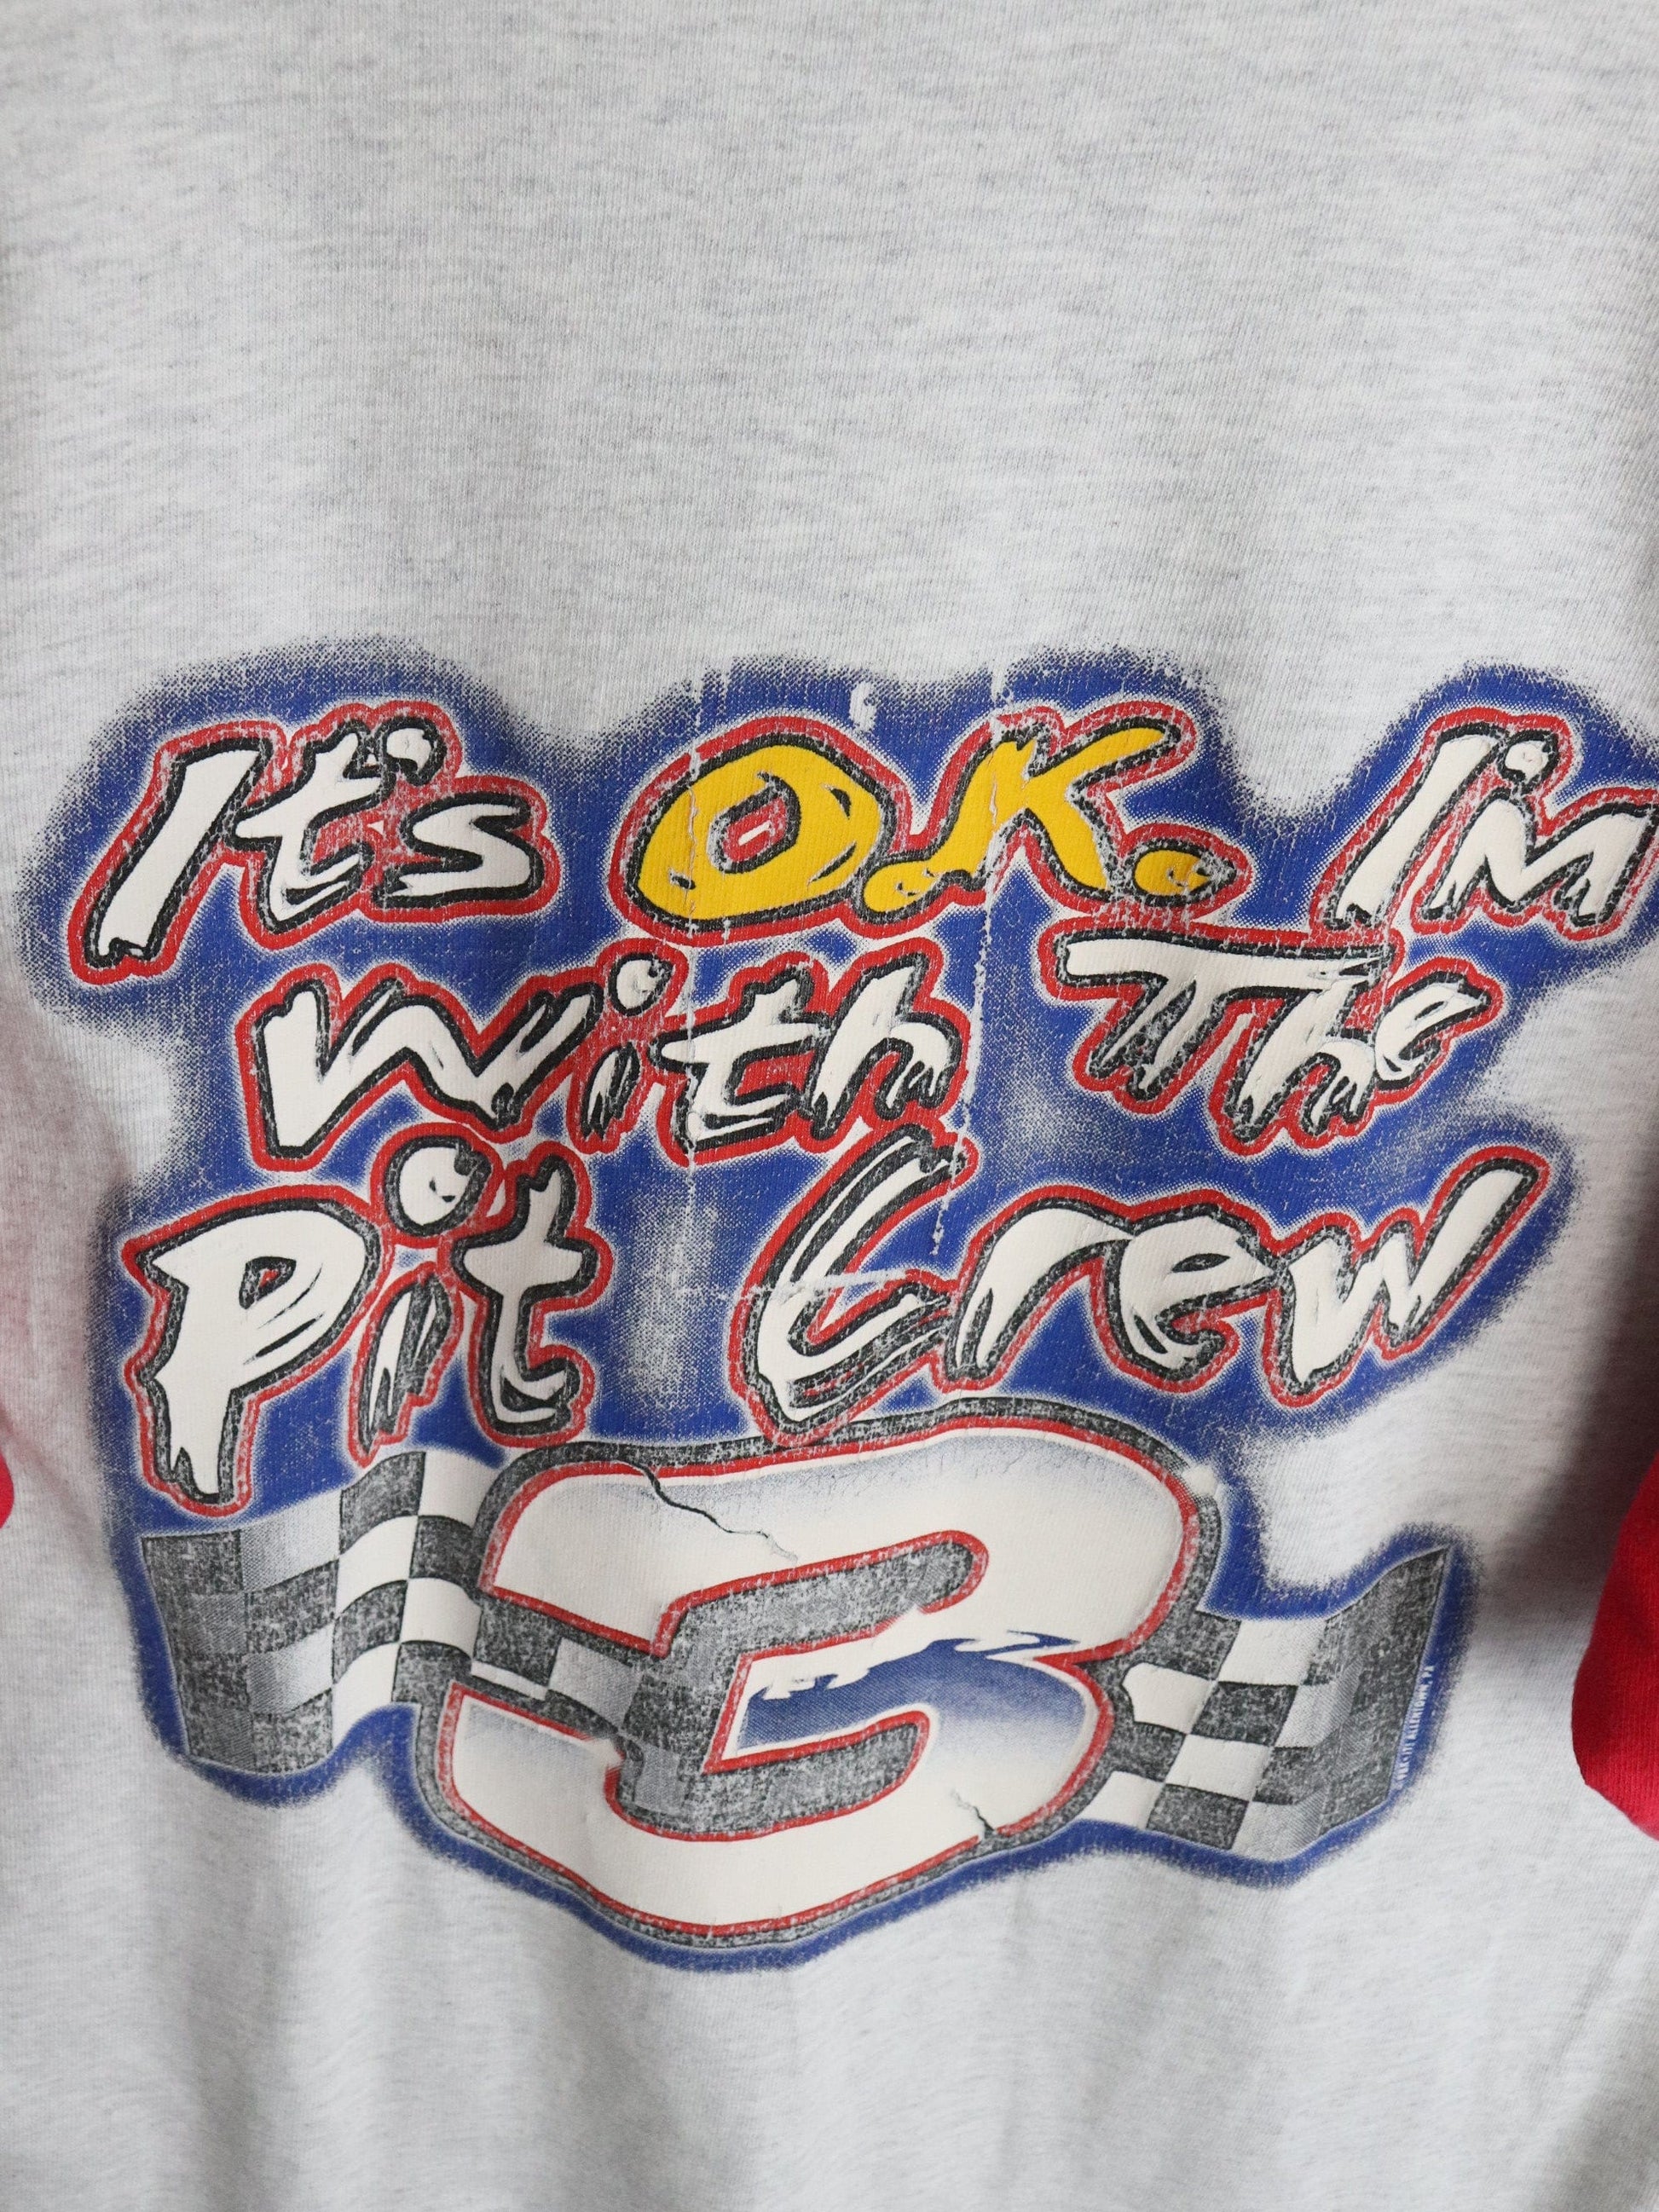 It's O.K. I'm
With The
Pit Crew
3